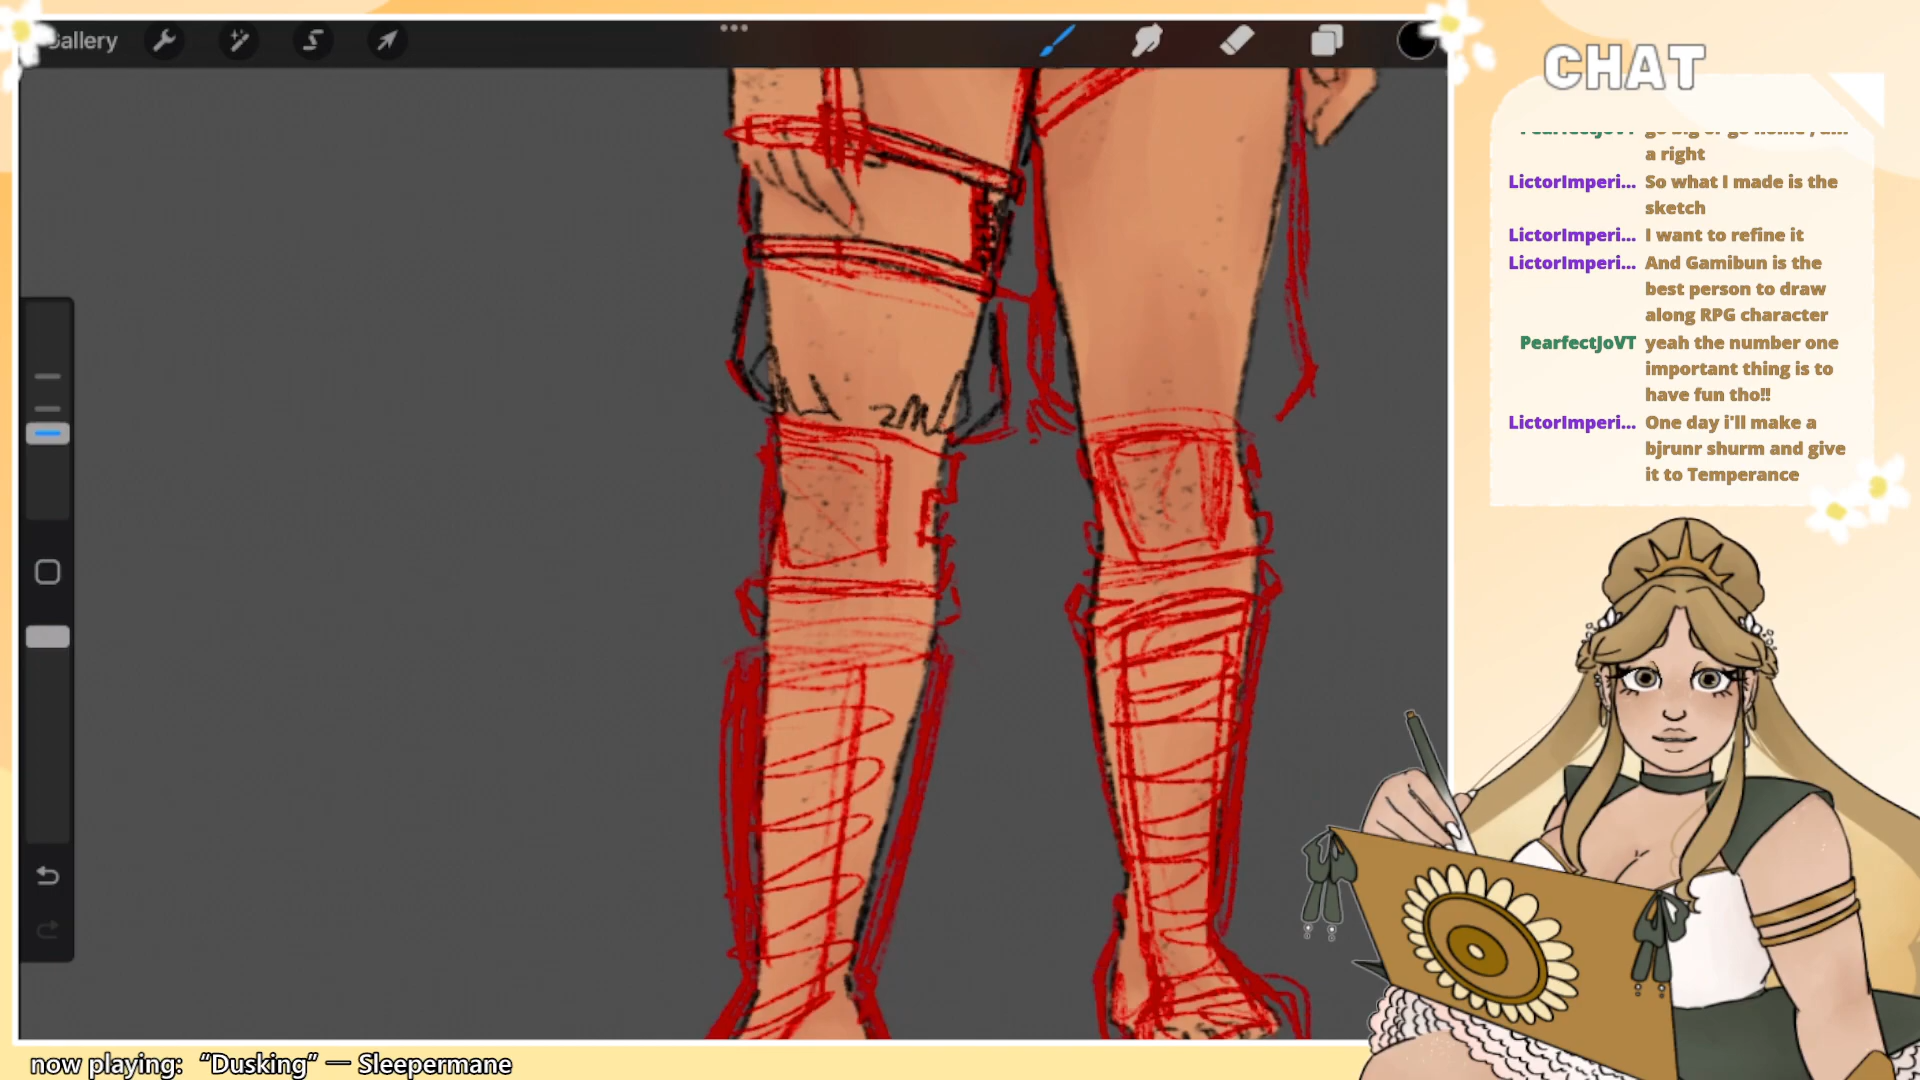 Gallery
CHAT
a right
LictorImperi... So what I made is the
sketch
LictorImperi... I want to refine it
LictorImperi... And Gamibun is the
best person to draw
along RPG character
PearfectJoVT yeah the number one
important thing is to
have fun tho!!
LictorImperi... One day i'll make a
bjrunr shurm and give
it to Temperance
now playing: "Dusking" — Sleepermane